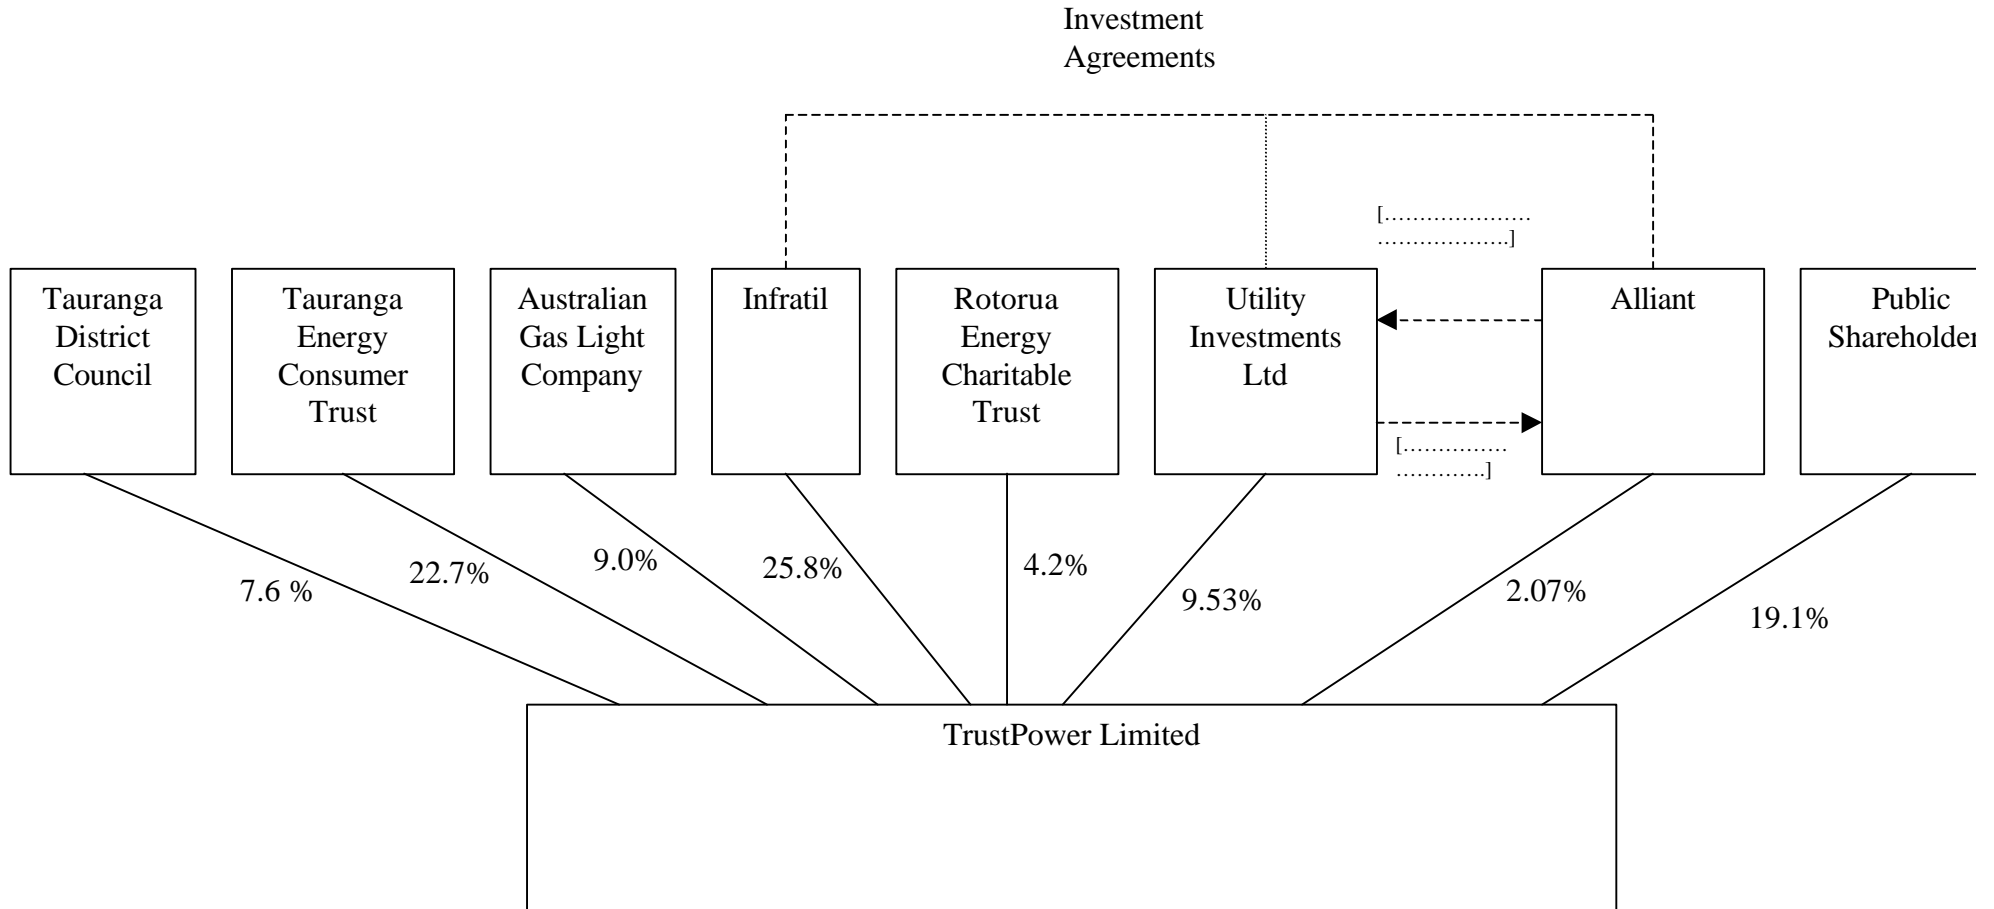 Investment
Agreements
[…………………
……………….]
Tauranga
District
Council
Tauranga
Energy
Consumer
Trust
Australian
Gas Light
Company
Infratil
Rotorua
Energy
Charitable
Trust
Utility
Investments
Ltd
Alliant
Public
Shareholder
[……………
………….]
7.6 %
22.7%
9.0%
25.8%
4.2%
9.53%
2.07%
19.1%
TrustPower Limited